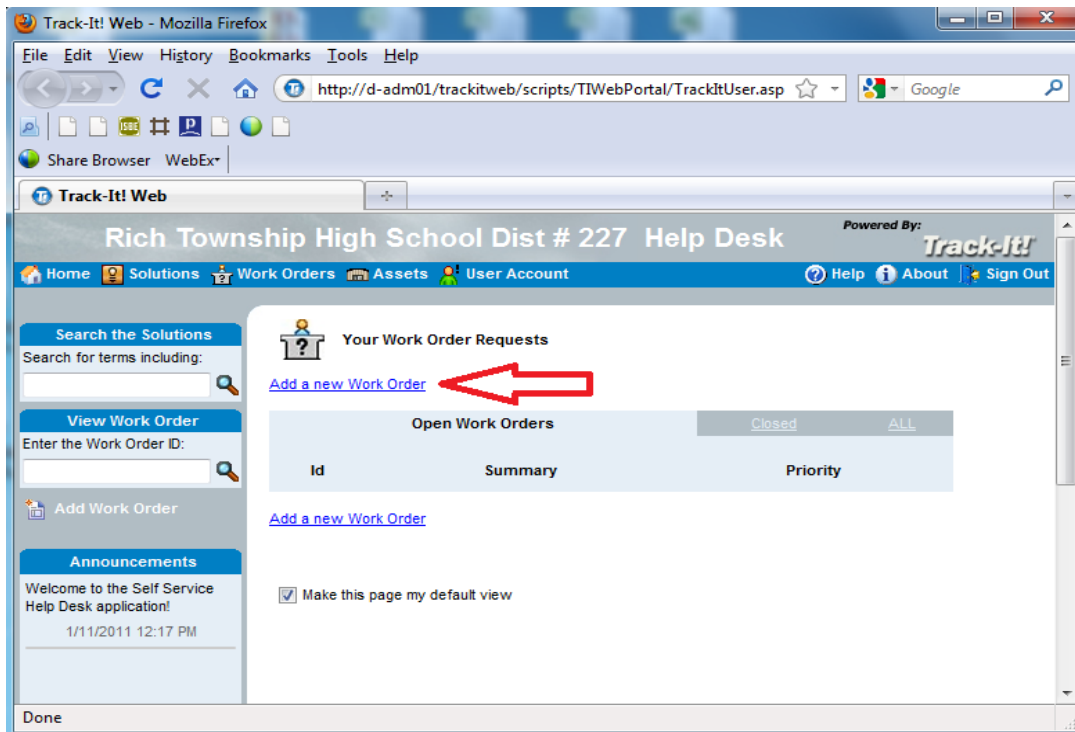 Track-It! Web - Mozilla Firefox
File Edit View History Bookmarks Tools Help
http://d-adm01/trackitweb/scripts/TIWebPortal/TrackItUser.asp Google
ISBE P
Share Browser WebEx
Track-It! Web
Rich Township High School Dist # 227 Help Desk
Powered By:
Track-It!
Home Solutions Work Orders Assets User Account Help About Sign Out
Search the Solutions
Search for terms including:
View Work Order
Enter the Work Order ID:
Add Work Order
Announcements
Welcome to the Self Service
Help Desk application!
1/11/2011 12:17 PM
Your Work Order Requests
Add a new Work Order
Open Work Orders Closed ALL
Id Summary Priority
Add a new Work Order
Make this page my default view
Done